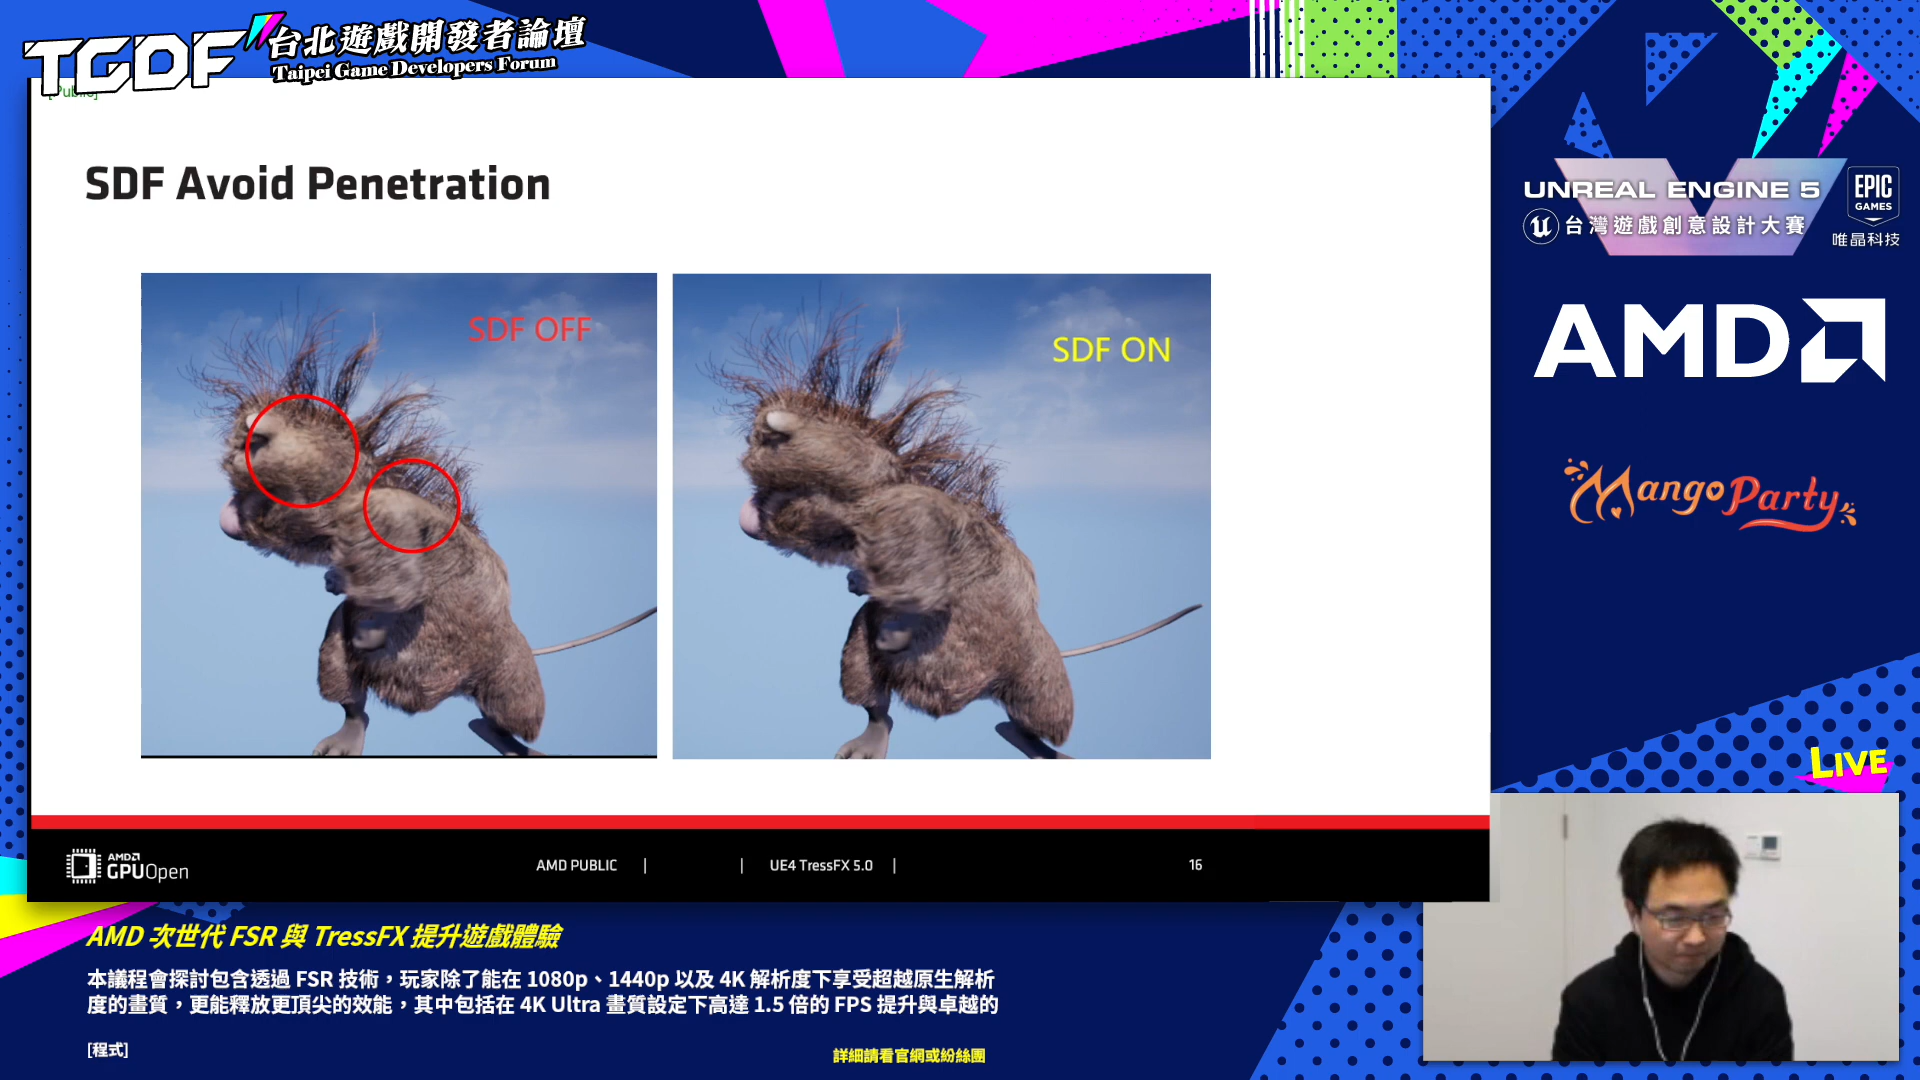 TGDF 台北遊戲開發者論壇
Taipei Game Developers Forum
[Public]
SDF Avoid Penetration
SDF OFF
SDF ON
AMD
GPUOpen
AMD PUBLIC | | UE4 TressFX 5.0 |
16
UNREAL ENGINE 5
台灣遊戲創意設計大賽
EPIC
GAMES
唯晶科技
AMD
Mango Party
LIVE
AMD 次世代 FSR 與 TressFX 提升遊戲體驗
本議程會探討包含透過 FSR 技術，玩家除了能在 1080p、1440p 以及 4K 解析度下享受超越原生解析
度的畫質，更能釋放更頂尖的效能，其中包括在 4K Ultra 畫質設定下高達 1.5 倍的 FPS 提升與卓越的
[程式]
詳細請看官網或紛絲團